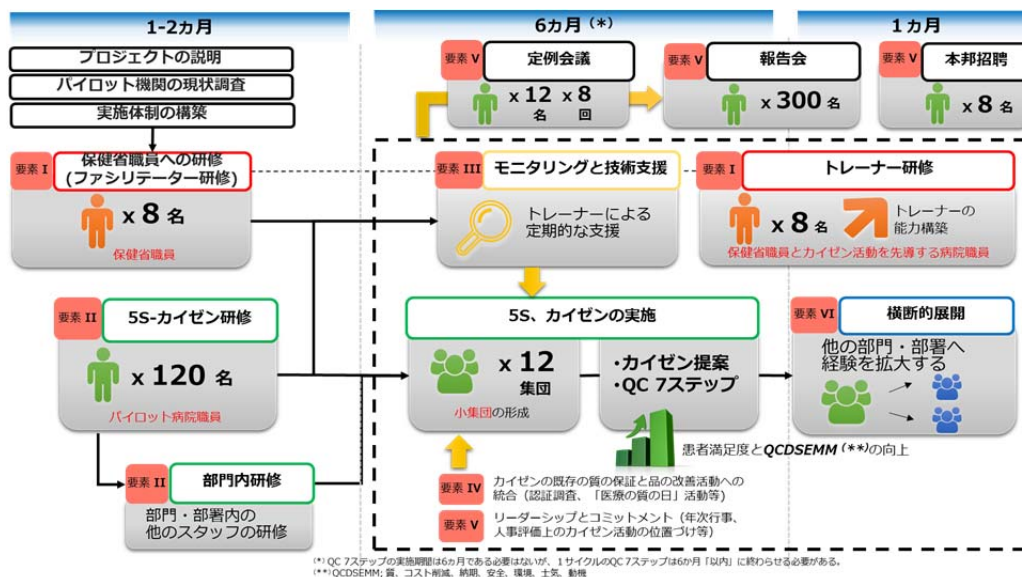 1-2カ月
6カ月 (*)
1カ月
プロジェクトの説明
パイロット機関の現状調査
実施体制の構築
要素 V
定例会議
x 12 x 8
名 回
要素 V
報告会
x 300 名
要素 V
本邦招聘
x 8 名
要素 I
保健省職員への研修
(ファシリテーター研修)
x 8 名
保健省職員
要素 III
モニタリングと技術支援
トレーナーによる
定期的な支援
要素 I
トレーナー研修
x 8 名
トレーナーの
能力構築
保健省職員とカイゼン活動を先導する病院職員
要素 II
5S-カイゼン研修
x 120 名
パイロット病院職員
5S、カイゼンの実施
x 12
集団
小集団の形成
・カイゼン提案
・QC 7ステップ
要素 VI
横断的展開
他の部門・部署へ
経験を拡大する
患者満足度とQCDSEMM (**)の向上
要素 II
部門内研修
部門・部署内の
他のスタッフの研修
要素 IV
カイゼンの既存の質の保証と品の改善活動への
統合（認証調査、「医療の質の日」活動等）
要素 V
リーダーシップとコミットメント（年次行事、
人事評価上のカイゼン活動の位置づけ等）
(*) QC 7ステップの実施期間は6ヵ月である必要はないが、１サイクルのQC 7ステップは6か月「以内」に終わらせる必要がある。
(**) QCDSEMM; 質、コスト削減、納期、安全、環境、士気、動機